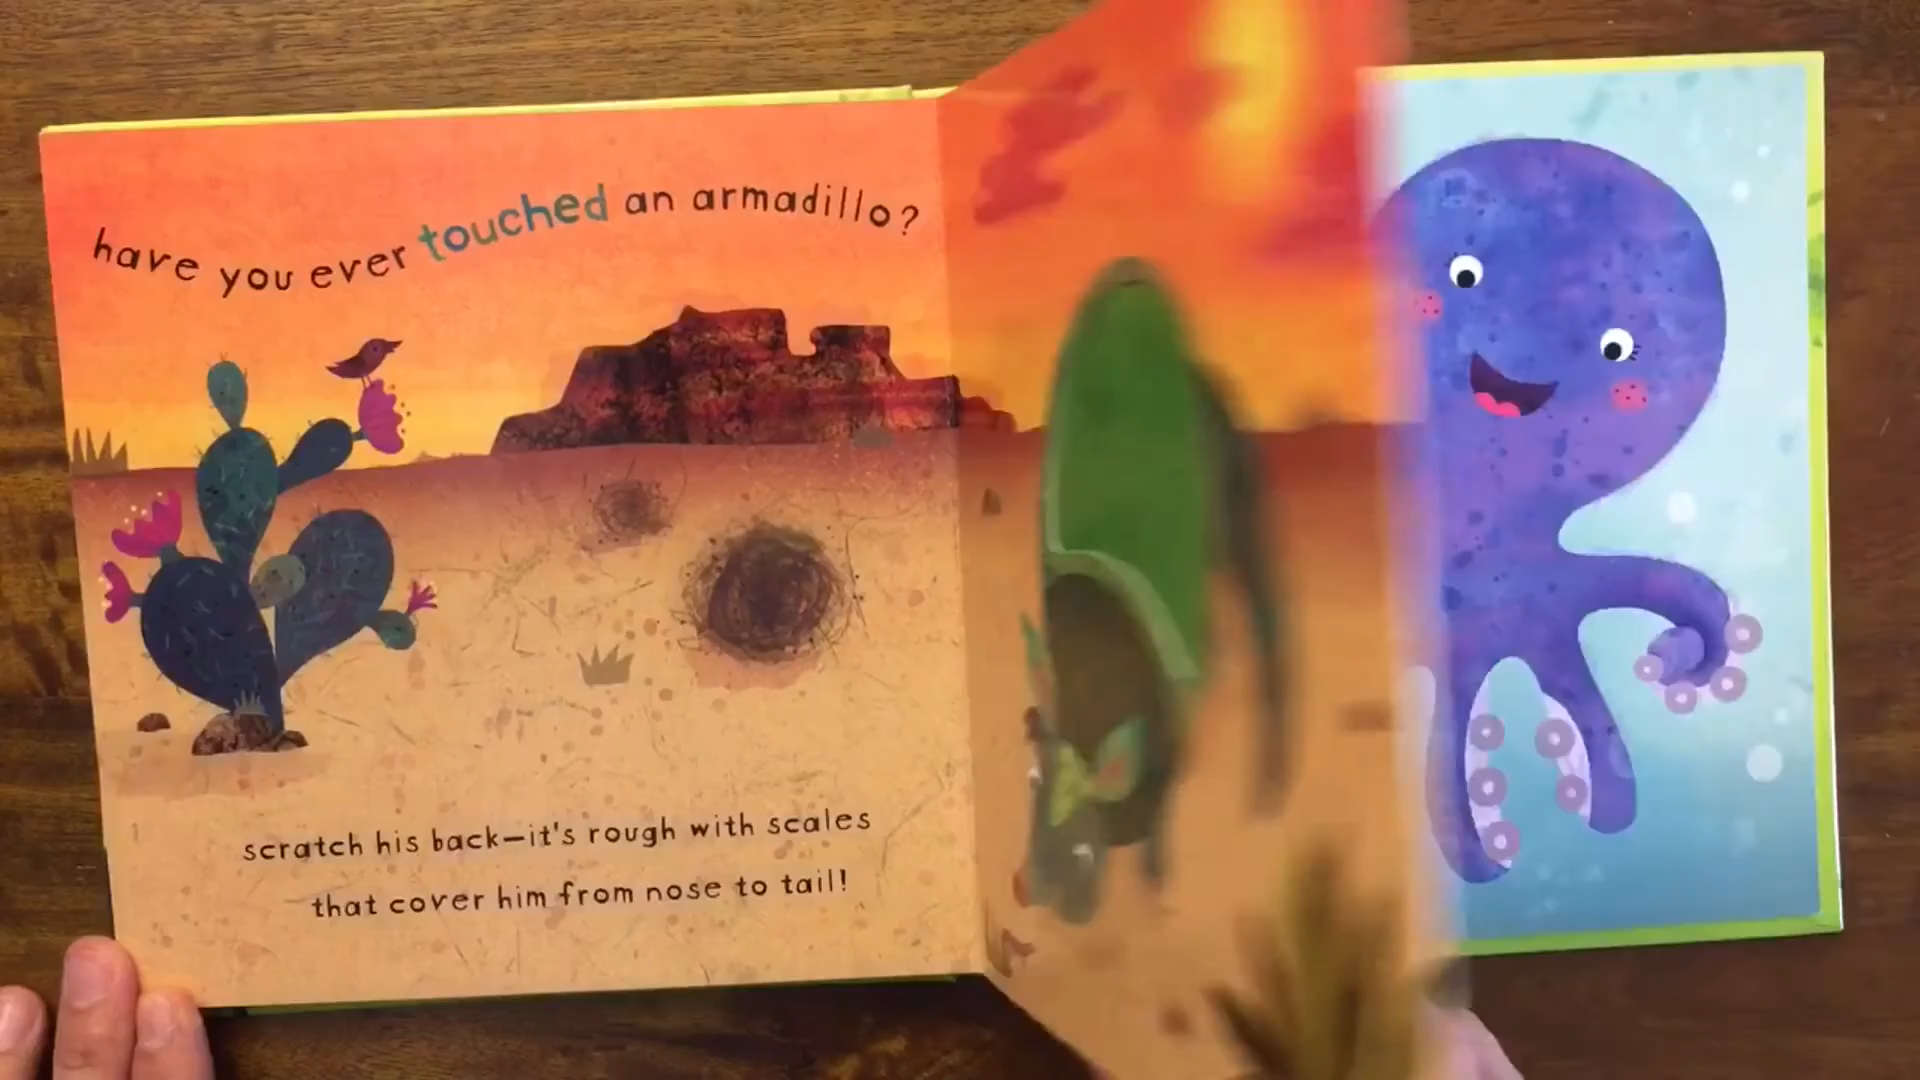 have you ever touched an armadillo?
scratch his back—it's rough with scales
that cover him from nose to tail!